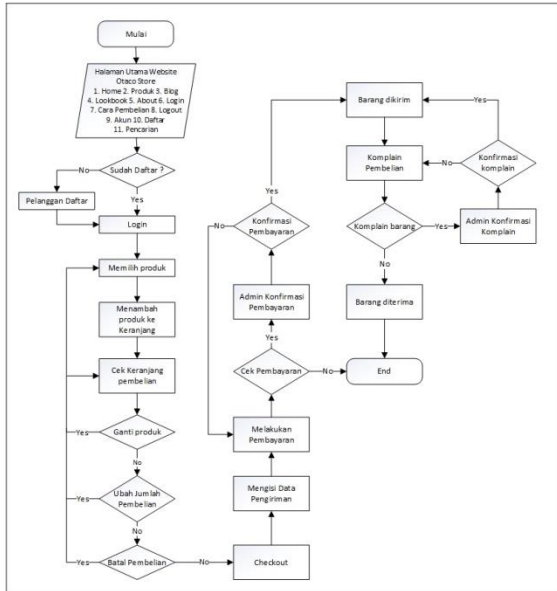 Mulai
Halaman Utama Website
Otaco Store
1. Home 2. Produk 3. Blog
4. Lookbook 5. About 6. Login
7. Cara Pembelian 8. Logout
9. Akun 10. Daftar
11. Pencarian
Sudah Daftar ?
No
Yes
Pelanggan Daftar
Login
Memilih produk
Menambah
produk ke
Keranjang
Cek Keranjang
pembelian
Ganti produk
Yes
No
Ubah Jumlah
Pembelian
Yes
No
Batal Pembelian
Yes
No
Checkout
Mengisi Data
Pengiriman
Melakukan
Pembayaran
Cek Pembayaran
No
Yes
End
Admin Konfirmasi
Pembayaran
Konfirmasi
Pembayaran
No
Yes
Barang dikirim
Komplain
Pembelian
Komplain barang
Yes
No
Admin Konfirmasi
Komplain
Konfirmasi
komplain
No
Yes
Barang diterima